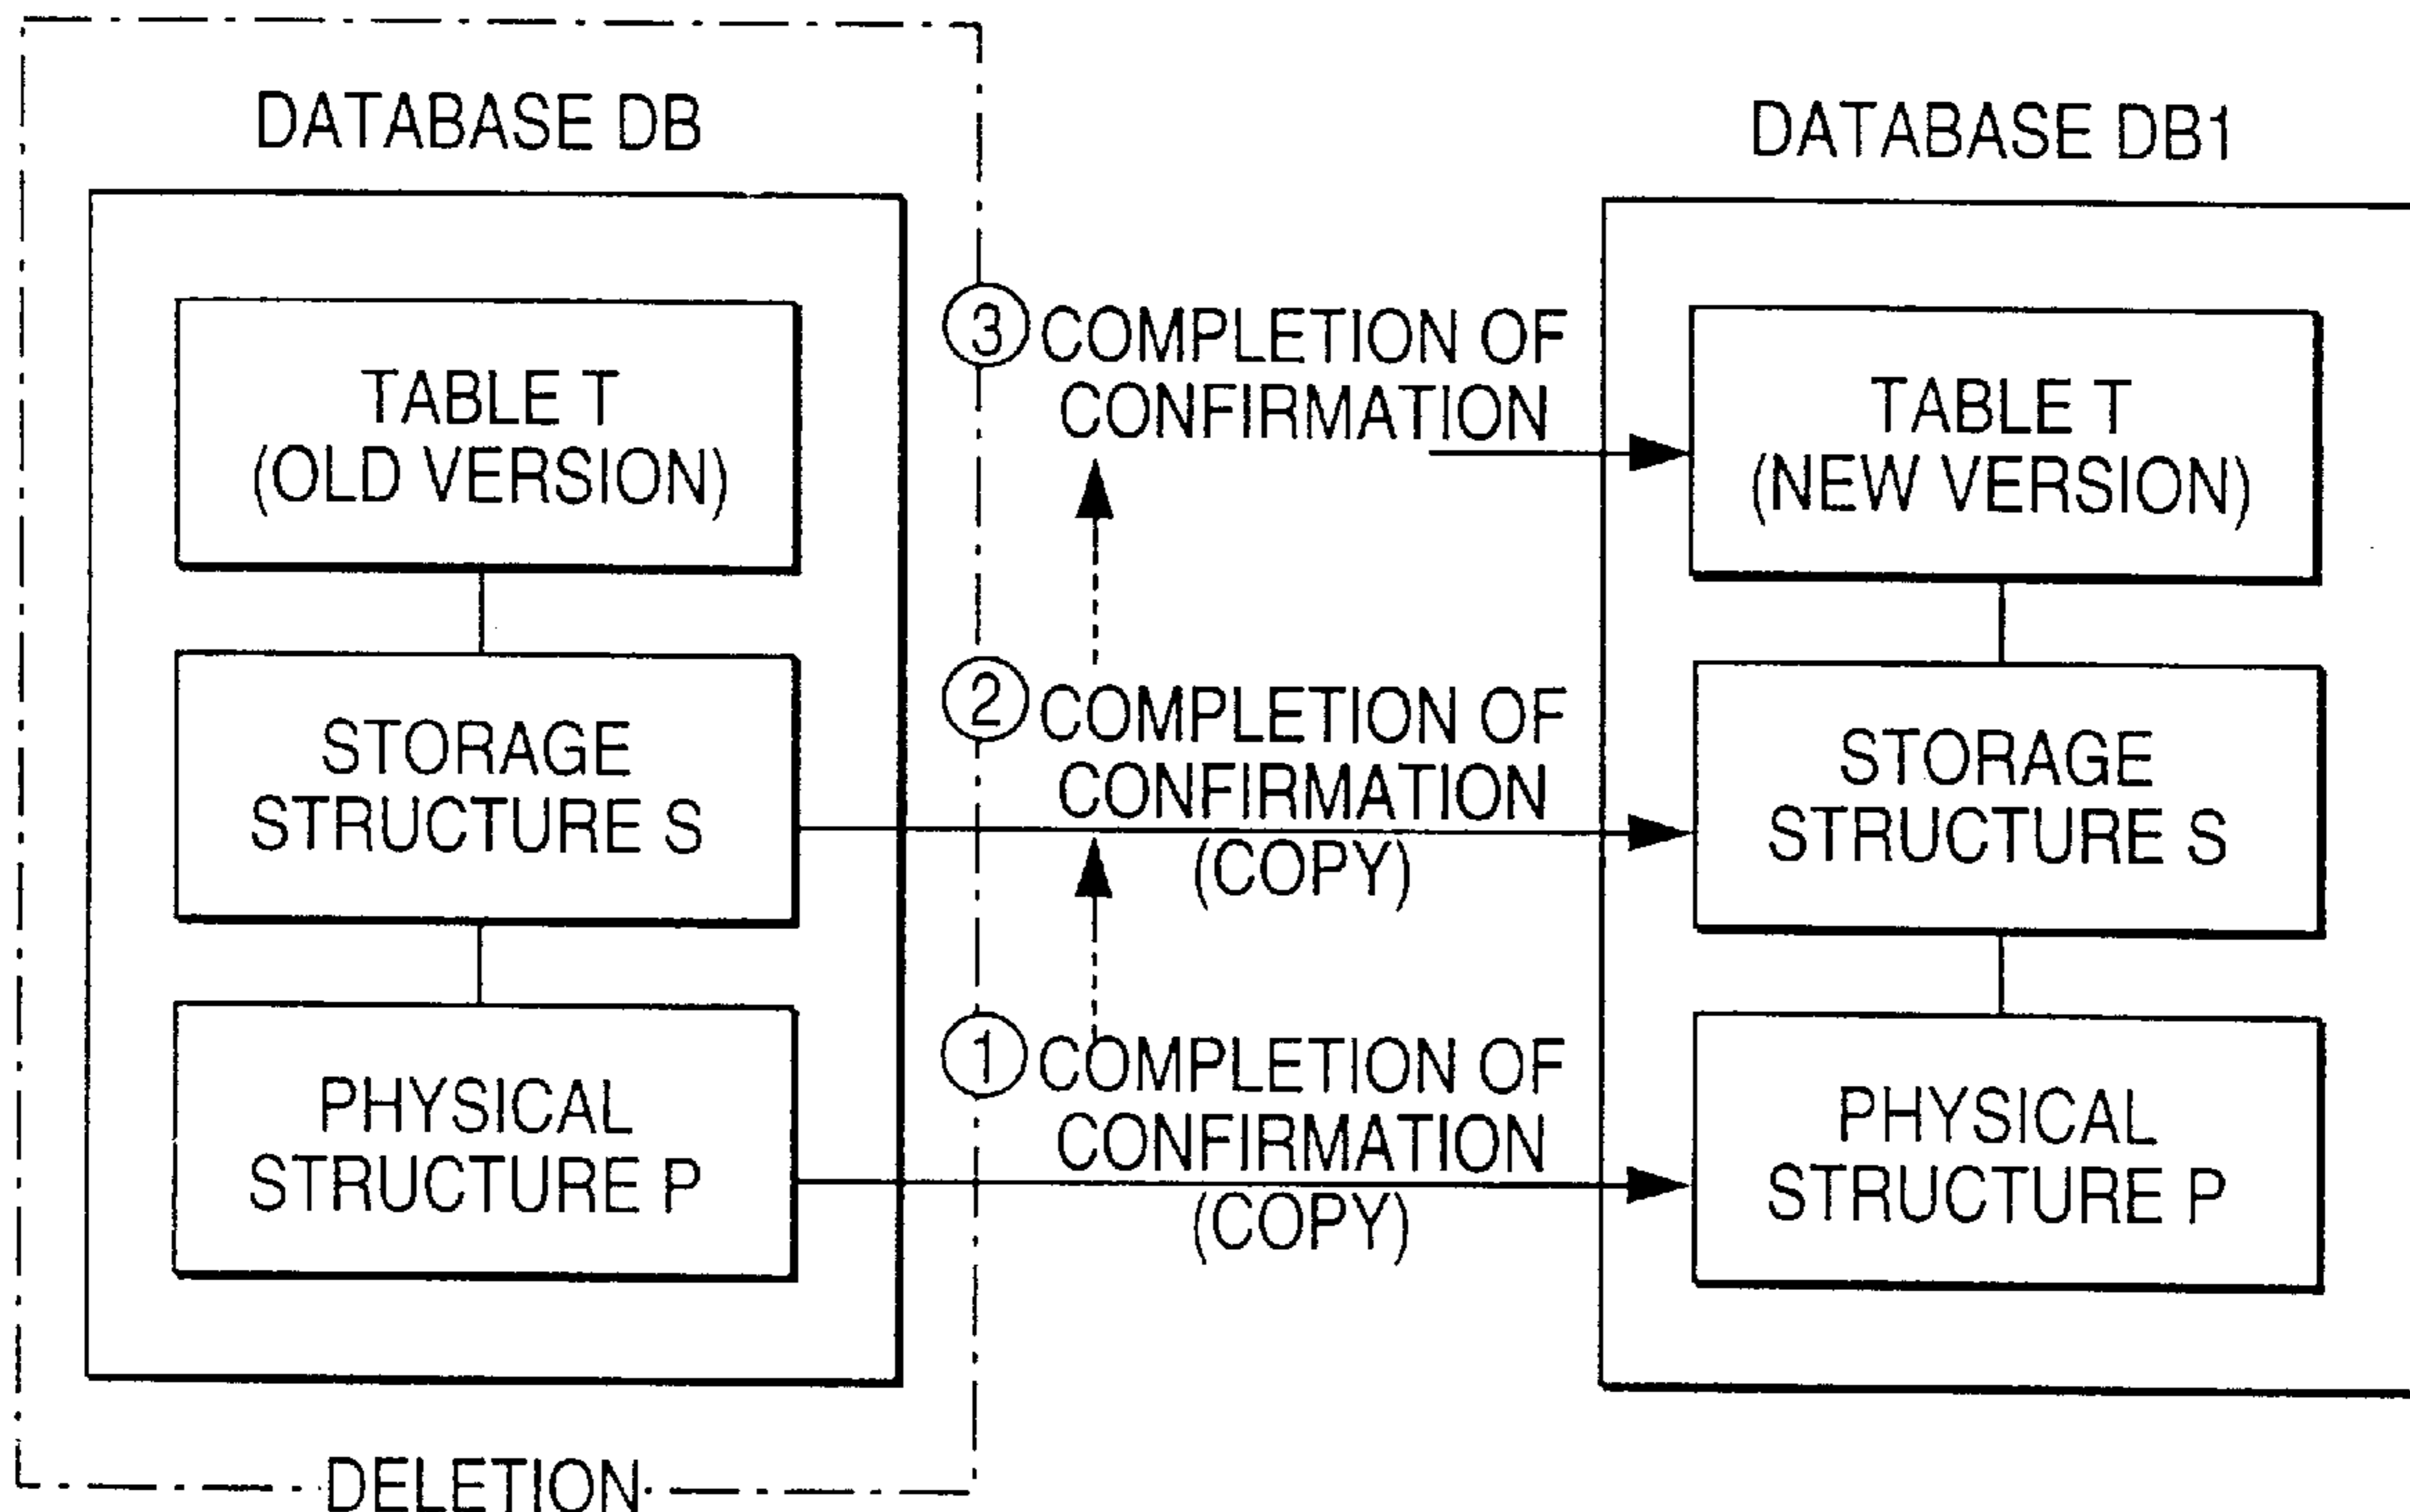 DATABASE DB
TABLE T
(OLD VERSION)
STORAGE
STRUCTURE S
PHYSICAL
STRUCTURE P
DELETION
③ COMPLETION OF
CONFIRMATION
② COMPLETION OF
CONFIRMATION
(COPY)
① COMPLETION OF
CONFIRMATION
(COPY)
DATABASE DB1
TABLE T
(NEW VERSION)
STORAGE
STRUCTURE S
PHYSICAL
STRUCTURE P